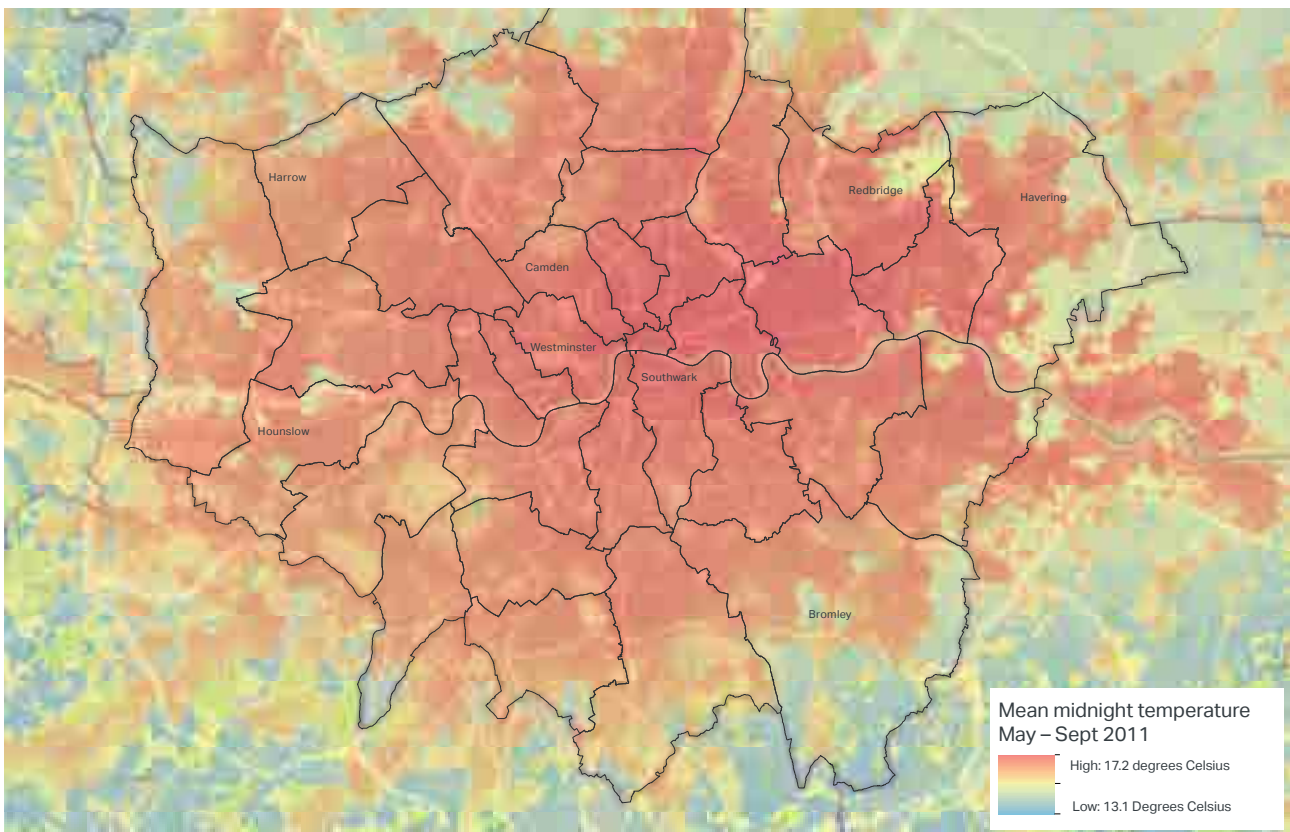 Harrow
Redbridge
Havering
Camden
Westminster
Southwark
Hounslow
Bromley
Mean midnight temperature
May – Sept 2011
High: 17.2 degrees Celsius
Low: 13.1 Degrees Celsius